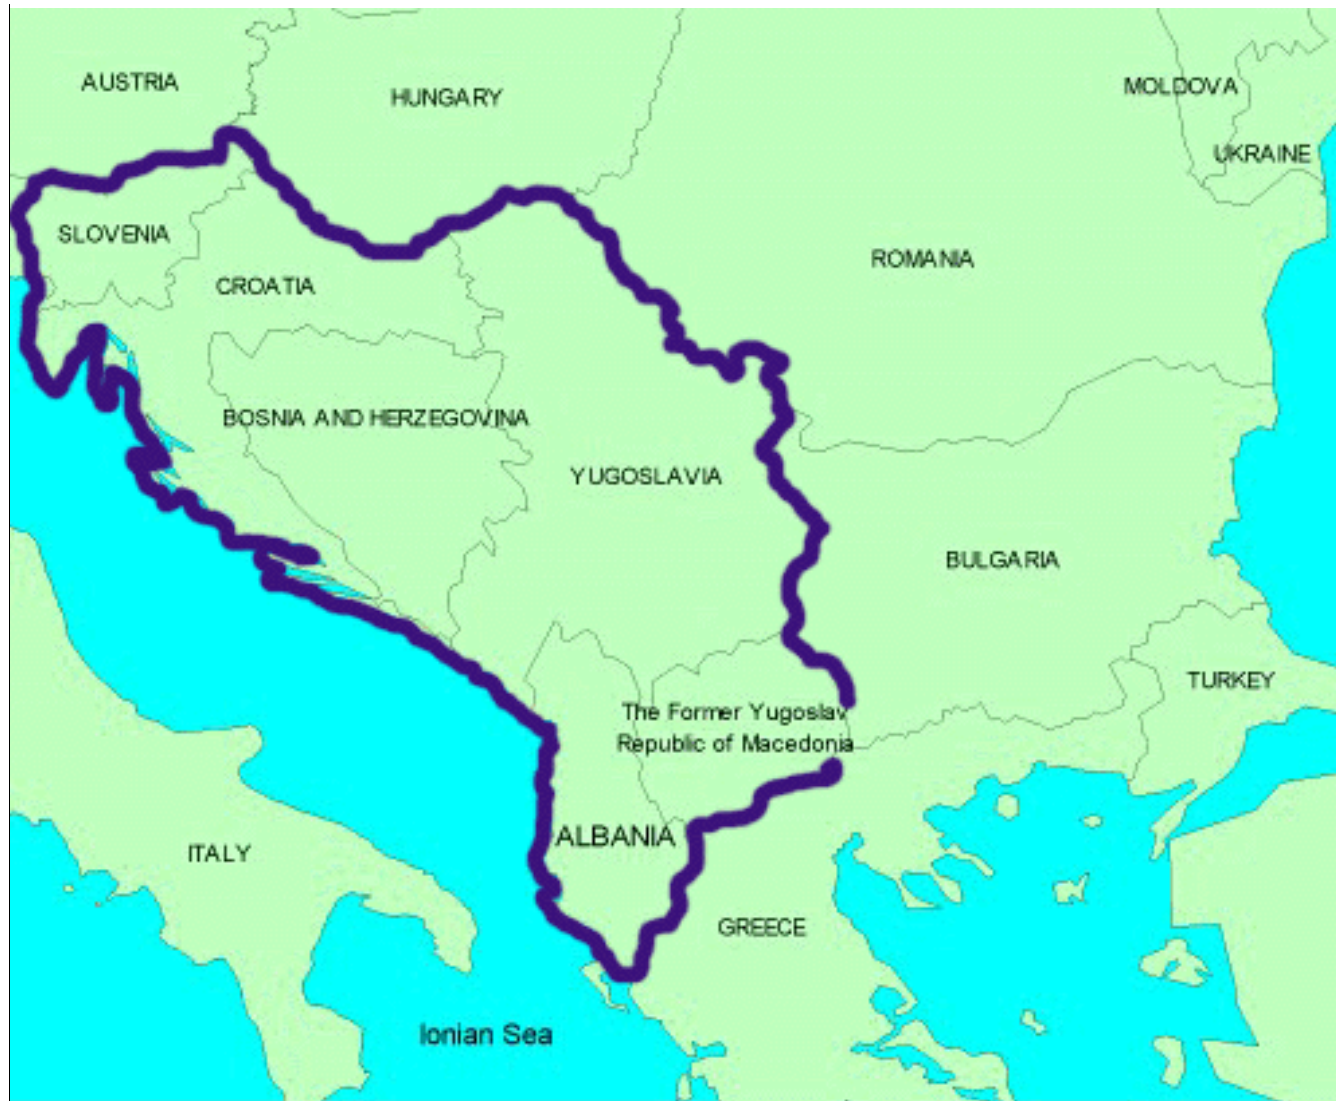 AUSTRIA
HUNGARY
MOLDOVA
UKRAINE
SLOVENIA
ROMANIA
CROATIA
BOSNIA AND HERZEGOVINA
YUGOSLAVIA
BULGARIA
TURKEY
The Former Yugoslav
Republic of Macedonia
ALBANIA
ITALY
GREECE
Ionian Sea